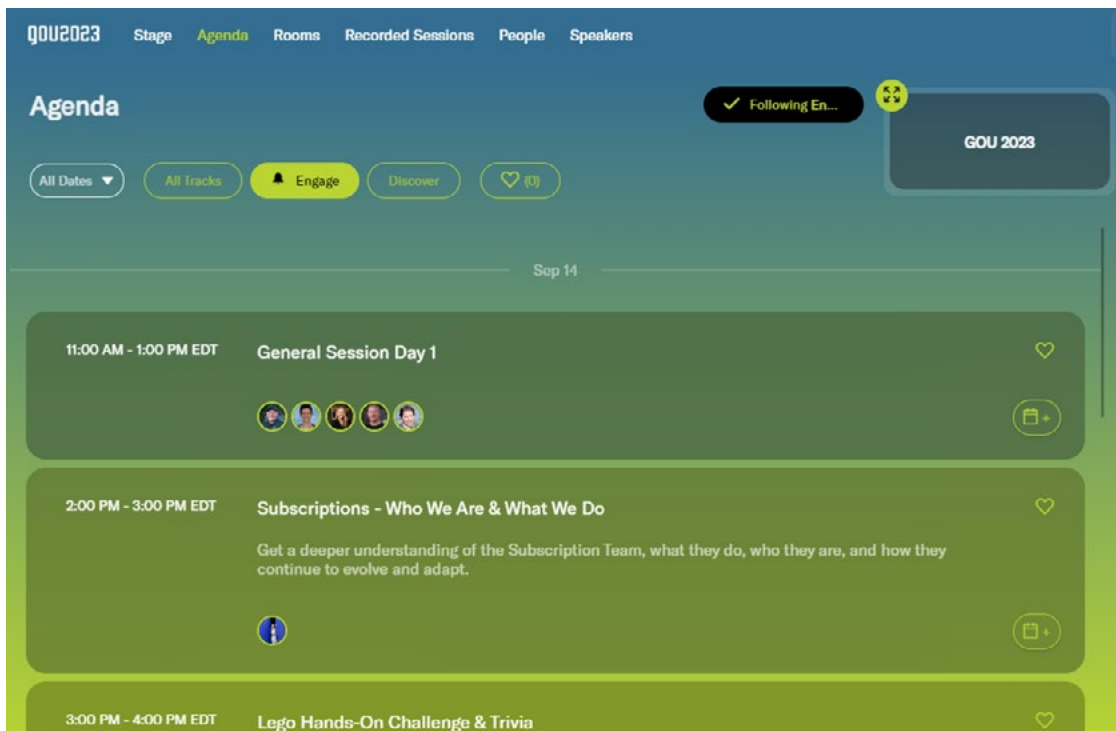 GOU2023 Stage Agenda Rooms Recorded Sessions People Speakers
Agenda
Following En...
GOU 2023
All Dates All Tracks Engage Discover (0)
Sep 14
11:00 AM - 1:00 PM EDT General Session Day 1
2:00 PM - 3:00 PM EDT Subscriptions - Who We Are & What We Do
Get a deeper understanding of the Subscription Team, what they do, who they are, and how they
continue to evolve and adapt.
3:00 PM - 4:00 PM EDT Lego Hands-On Challenge & Trivia